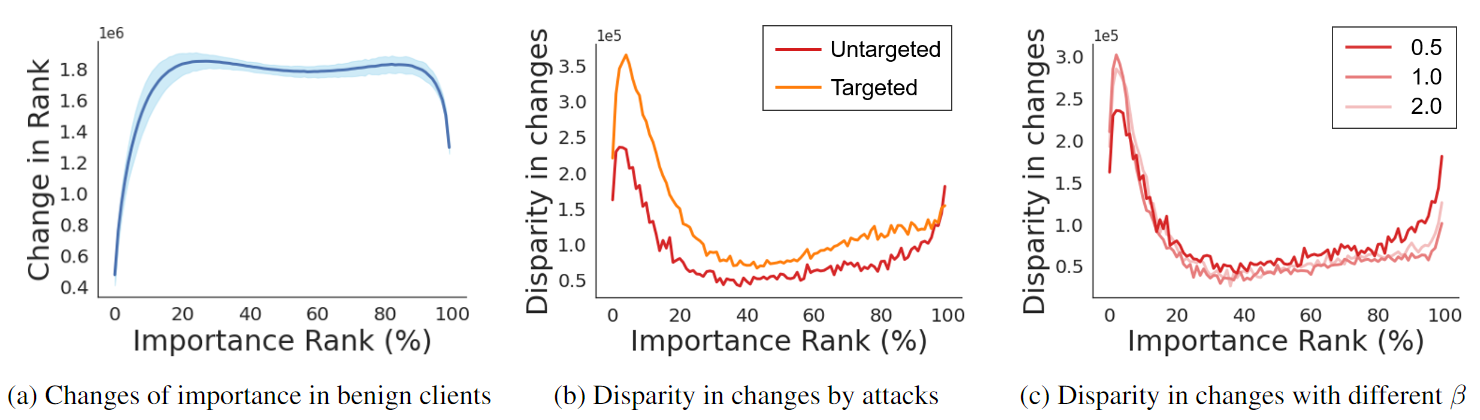 1e6
Change in Rank
1.8
1.6
1.4
1.2
1.0
0.8
0.6
0.4
0 20 40 60 80 100
Importance Rank (%)
(a) Changes of importance in benign clients
1e5
Disparity in changes
3.5
3.0
2.5
2.0
1.5
1.0
0.5
0 20 40 60 80 100
Importance Rank (%)
Untargeted
Targeted
(b) Disparity in changes by attacks
1e5
Disparity in changes
3.0
2.5
2.0
1.5
1.0
0.5
0 20 40 60 80 100
Importance Rank (%)
0.5
1.0
2.0
(c) Disparity in changes with different β